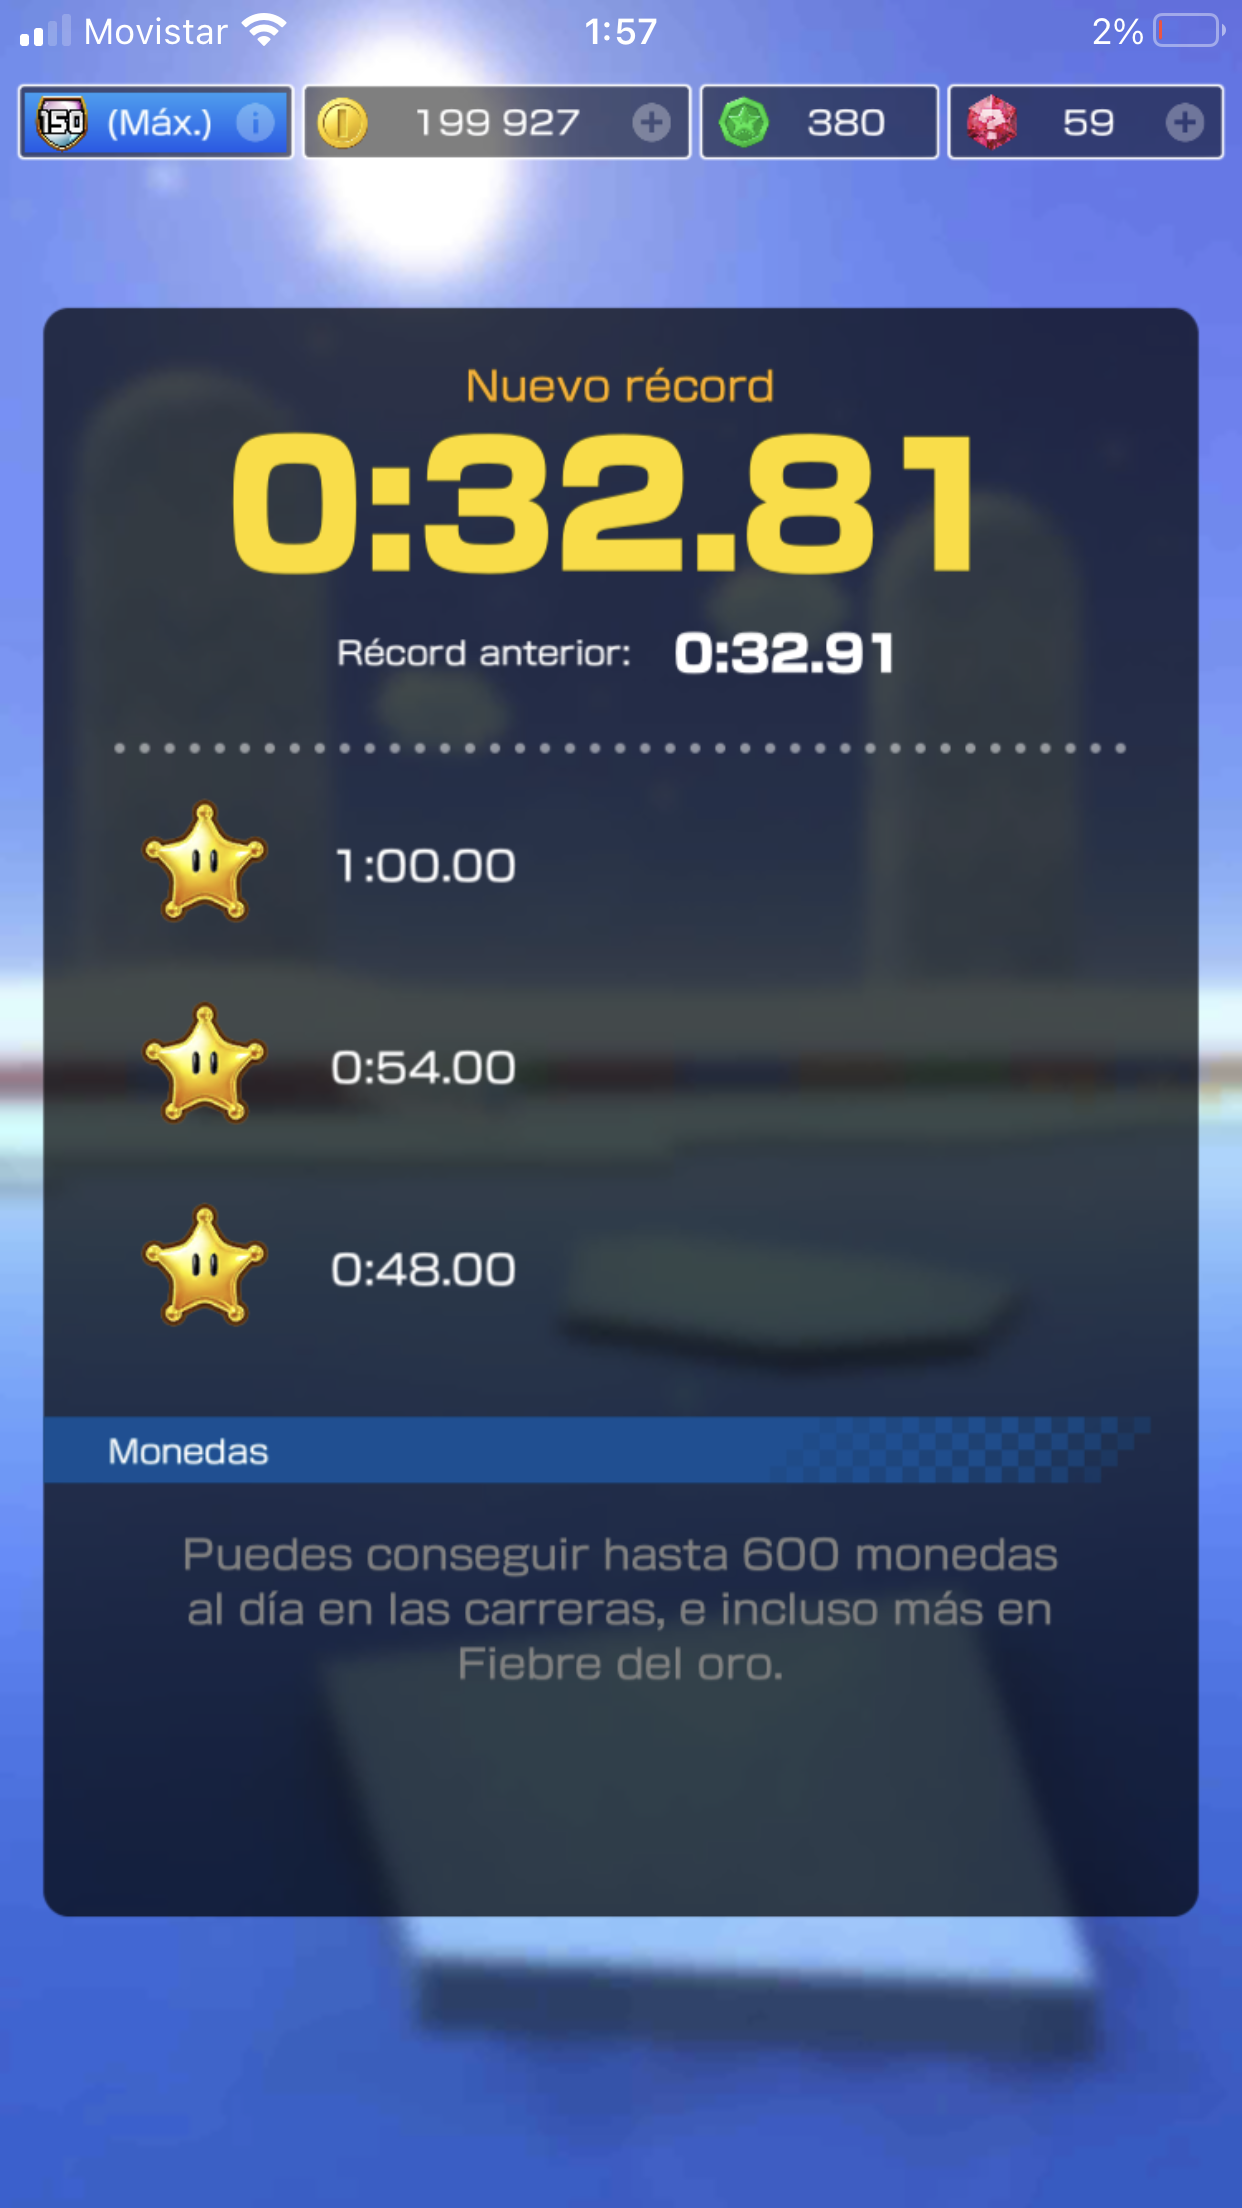 Movistar 1:57 2%
150 (Máx.) i 199 927 + 380 ? 59 +
Nuevo récord
0:32.81
Récord anterior: 0:32.91
1:00.00
0:54.00
0:48.00
Monedas
Puedes conseguir hasta 600 monedas
al día en las carreras, e incluso más en
Fiebre del oro.